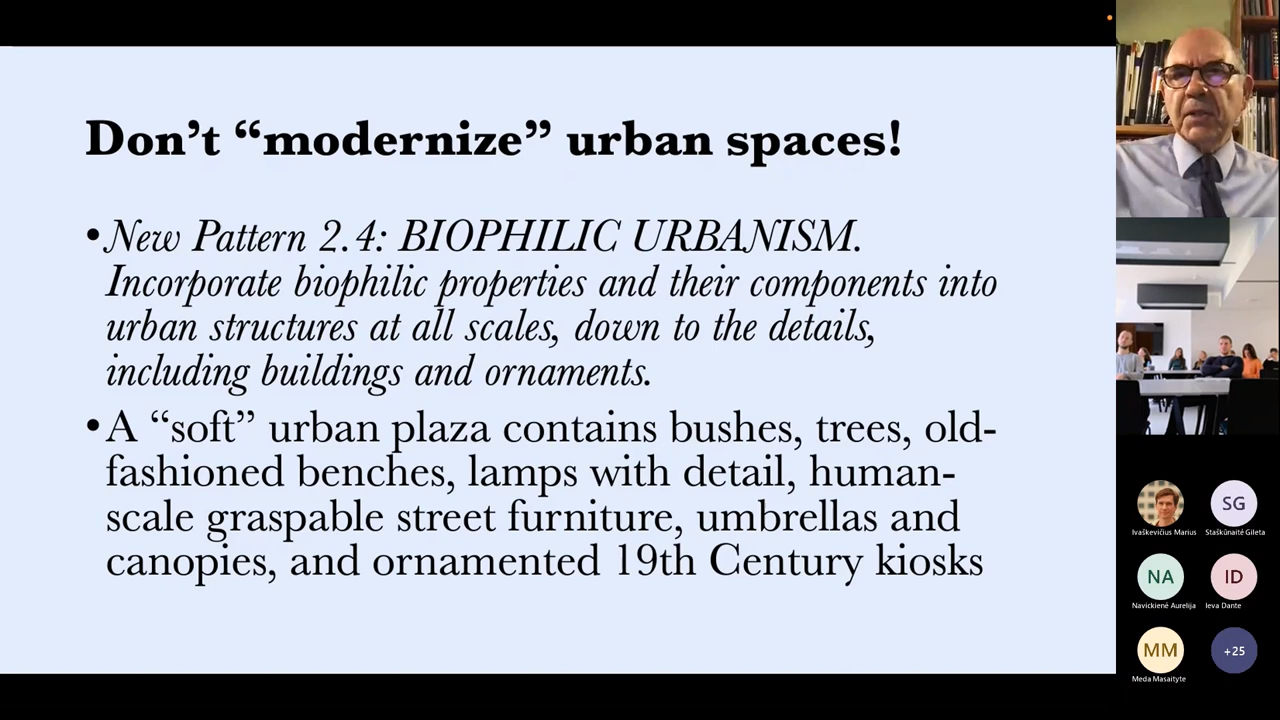 Don’t “modernize” urban spaces!
•New Pattern 2.4: BIOPHILIC URBANISM.
Incorporate biophilic properties and their components into
urban structures at all scales, down to the details,
including buildings and ornaments.
•A “soft” urban plaza contains bushes, trees, old-
fashioned benches, lamps with detail, human-
scale graspable street furniture, umbrellas and
canopies, and ornamented 19th Century kiosks
SG
Ivaškevičius Marius
Staškūnaitė Gileta
NA
ID
Navickienė Aurelija
Ieva Dante
MM
+25
Meda Masaityte